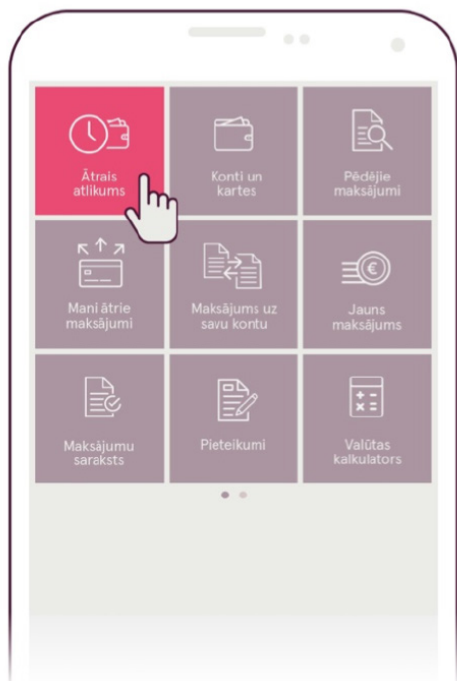 Ātrais
atlikums
Konti un
kartes
Pēdējie
maksājumi
Mani ātrie
maksājumi
Maksājums uz
savu kontu
Jauns
maksājums
Maksājumu
saraksts
Pieteikumi
Valūtas
kalkulators